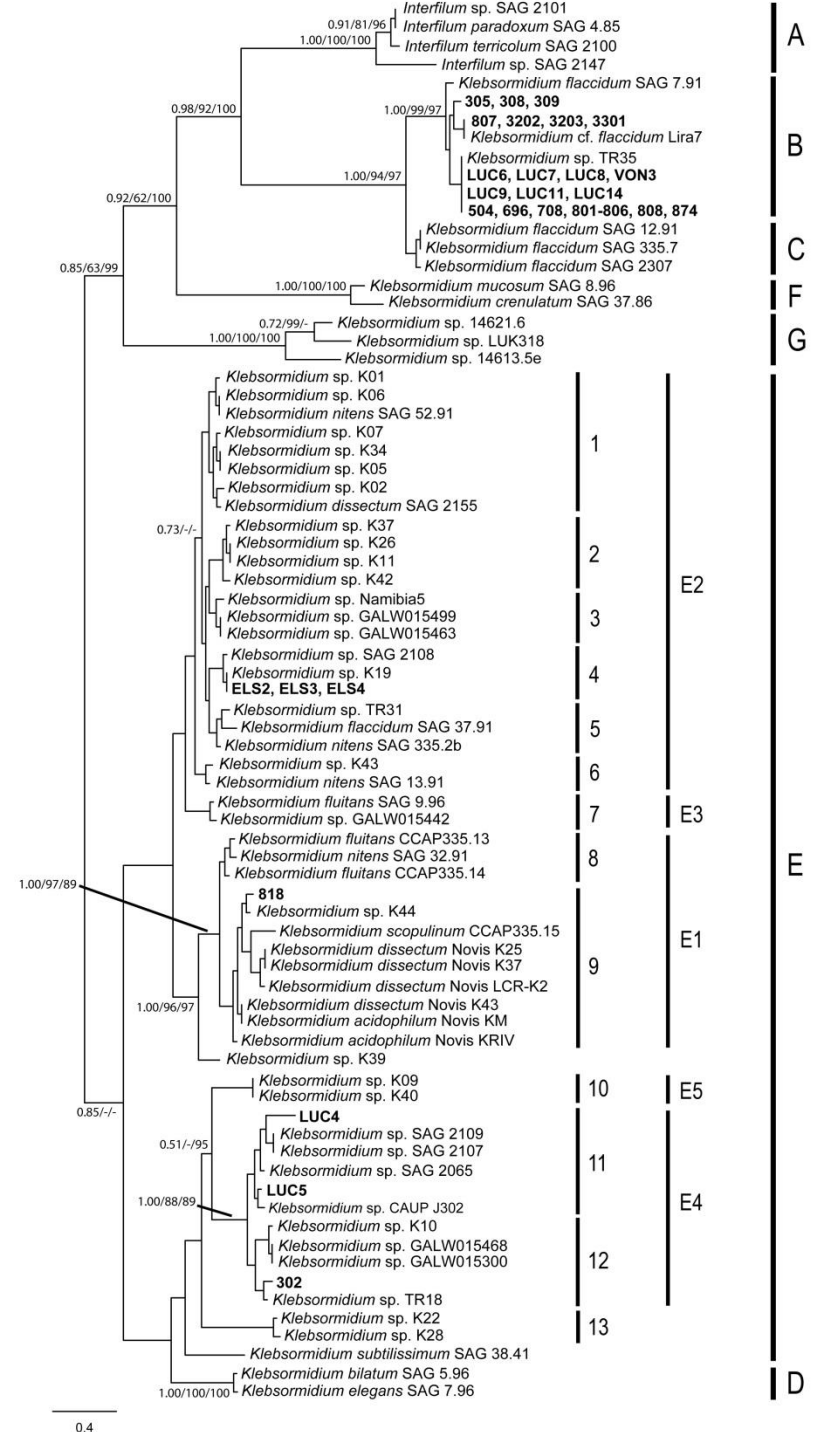 Interfilum sp. SAG 2101
0.91/81/96
Interfilum paradoxum SAG 4.85
A
1.00/100/100
Interfilum terricolum SAG 2100
Interfilum sp. SAG 2147
Klebsormidium flaccidum SAG 7.91
0.98/92/100
1.00/99/97
305, 308, 309
807, 3202, 3203, 3301
Klebsormidium cf. flaccidum Lira7
B
Klebsormidium sp. TR35
1.00/94/97
LUC6, LUC7, LUC8, VON3
LUC9, LUC11, LUC14
0.92/62/100
504, 696, 708, 801-806, 808, 874
Klebsormidium flaccidum SAG 12.91
Klebsormidium flaccidum SAG 335.7
C
Klebsormidium flaccidum SAG 2307
0.85/63/99
1.00/100/100
Klebsormidium mucosum SAG 8.96
F
Klebsormidium crenulatum SAG 37.86
0.72/99/-
Klebsormidium sp. 14621.6
1.00/100/100
Klebsormidium sp. LUK318
G
Klebsormidium sp. 14613.5e
Klebsormidium sp. K01
Klebsormidium sp. K06
Klebsormidium nitens SAG 52.91
Klebsormidium sp. K07
1
Klebsormidium sp. K34
Klebsormidium sp. K05
Klebsormidium sp. K02
Klebsormidium dissectum SAG 2155
0.73/-/-
Klebsormidium sp. K37
Klebsormidium sp. K26
2
Klebsormidium sp. K11
Klebsormidium sp. K42
E2
Klebsormidium sp. Namibia5
Klebsormidium sp. GALW015499
3
Klebsormidium sp. GALW015463
Klebsormidium sp. SAG 2108
Klebsormidium sp. K19
4
ELS2, ELS3, ELS4
Klebsormidium sp. TR31
Klebsormidium flaccidum SAG 37.91
5
Klebsormidium nitens SAG 335.2b
Klebsormidium sp. K43
6
Klebsormidium nitens SAG 13.91
Klebsormidium fluitans SAG 9.96
7
E3
Klebsormidium sp. GALW015442
Klebsormidium fluitans CCAP335.13
Klebsormidium nitens SAG 32.91
8
E
Klebsormidium fluitans CCAP335.14
1.00/97/89
818
Klebsormidium sp. K44
Klebsormidium scopulinum CCAP335.15
E1
Klebsormidium dissectum Novis K25
Klebsormidium dissectum Novis K37
9
Klebsormidium dissectum Novis LCR-K2
1.00/96/97
Klebsormidium dissectum Novis K43
Klebsormidium acidophilum Novis KM
Klebsormidium acidophilum Novis KRIV
Klebsormidium sp. K39
Klebsormidium sp. K09
10
E5
Klebsormidium sp. K40
0.85/-/-
LUC4
Klebsormidium sp. SAG 2109
0.51/-/95
Klebsormidium sp. SAG 2107
11
Klebsormidium sp. SAG 2065
LUC5
1.00/88/89
Klebsormidium sp. CAUP J302
E4
Klebsormidium sp. K10
Klebsormidium sp. GALW015468
12
Klebsormidium sp. GALW015300
302
Klebsormidium sp. TR18
Klebsormidium sp. K22
13
Klebsormidium sp. K28
Klebsormidium subtilissimum SAG 38.41
Klebsormidium bilatum SAG 5.96
D
1.00/100/100
Klebsormidium elegans SAG 7.96
0.4